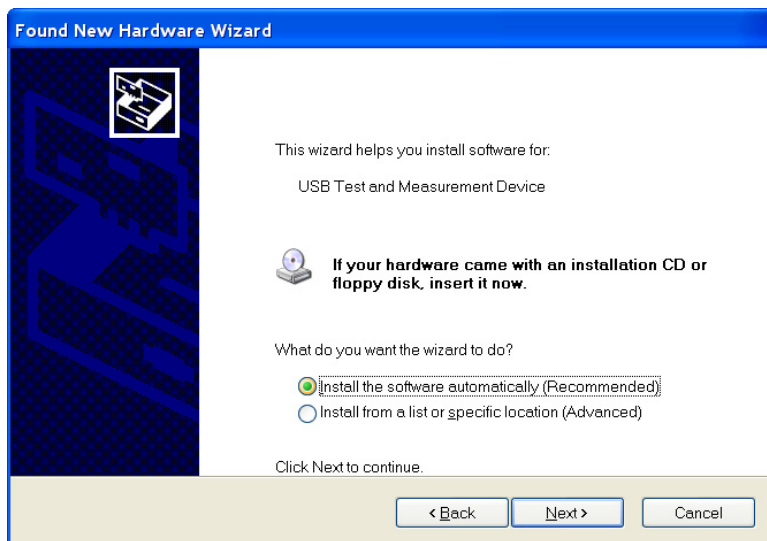 Found New Hardware Wizard
This wizard helps you install software for:
USB Test and Measurement Device
If your hardware came with an installation CD or
floppy disk, insert it now.
What do you want the wizard to do?
Install the software automatically (Recommended)
Install from a list or specific location (Advanced)
Click Next to continue.
< Back
Next >
Cancel